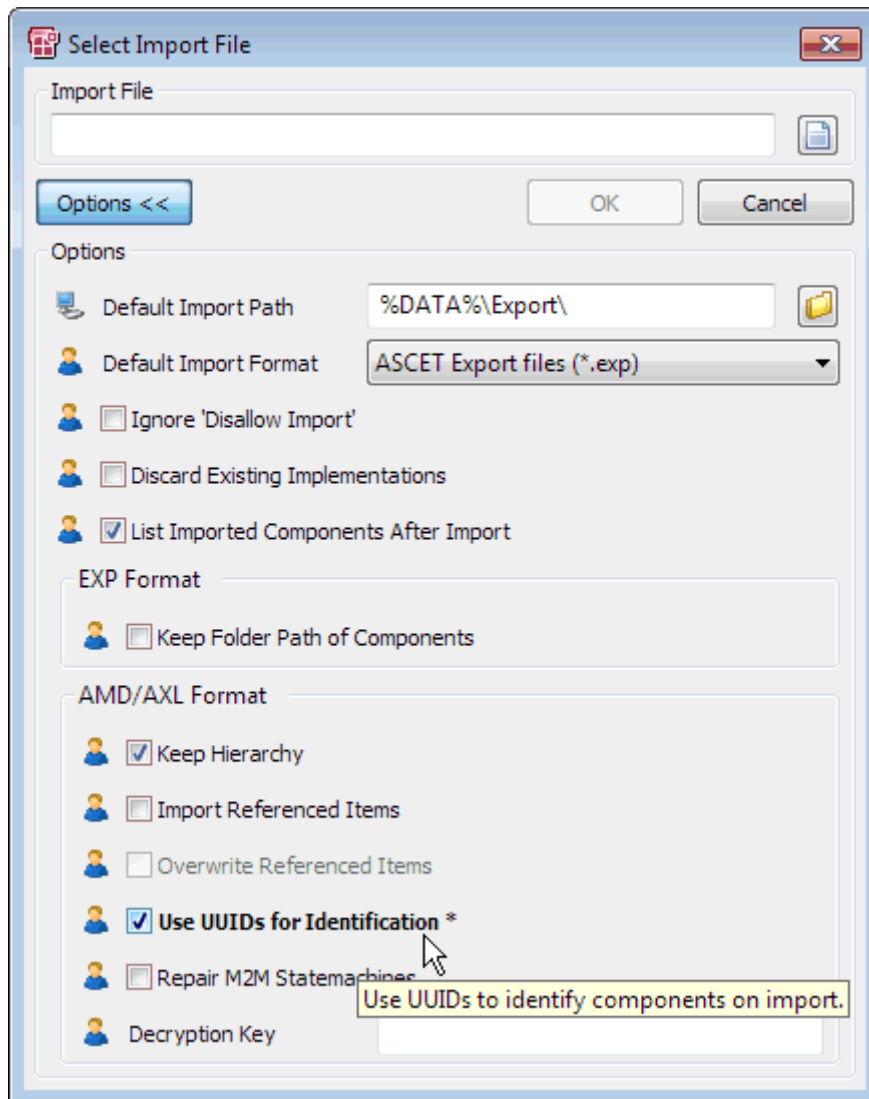 Select Import File
Import File
Options <<
OK
Cancel
Options
Default Import Path
%DATA%\Export\
Default Import Format
ASCET Export files (*.exp)
Ignore 'Disallow Import'
Discard Existing Implementations
List Imported Components After Import
EXP Format
Keep Folder Path of Components
AMD/AXL Format
Keep Hierarchy
Import Referenced Items
Overwrite Referenced Items
Use UUIDs for Identification *
Repair M2M Statemachines
Use UUIDs to identify components on import.
Decryption Key